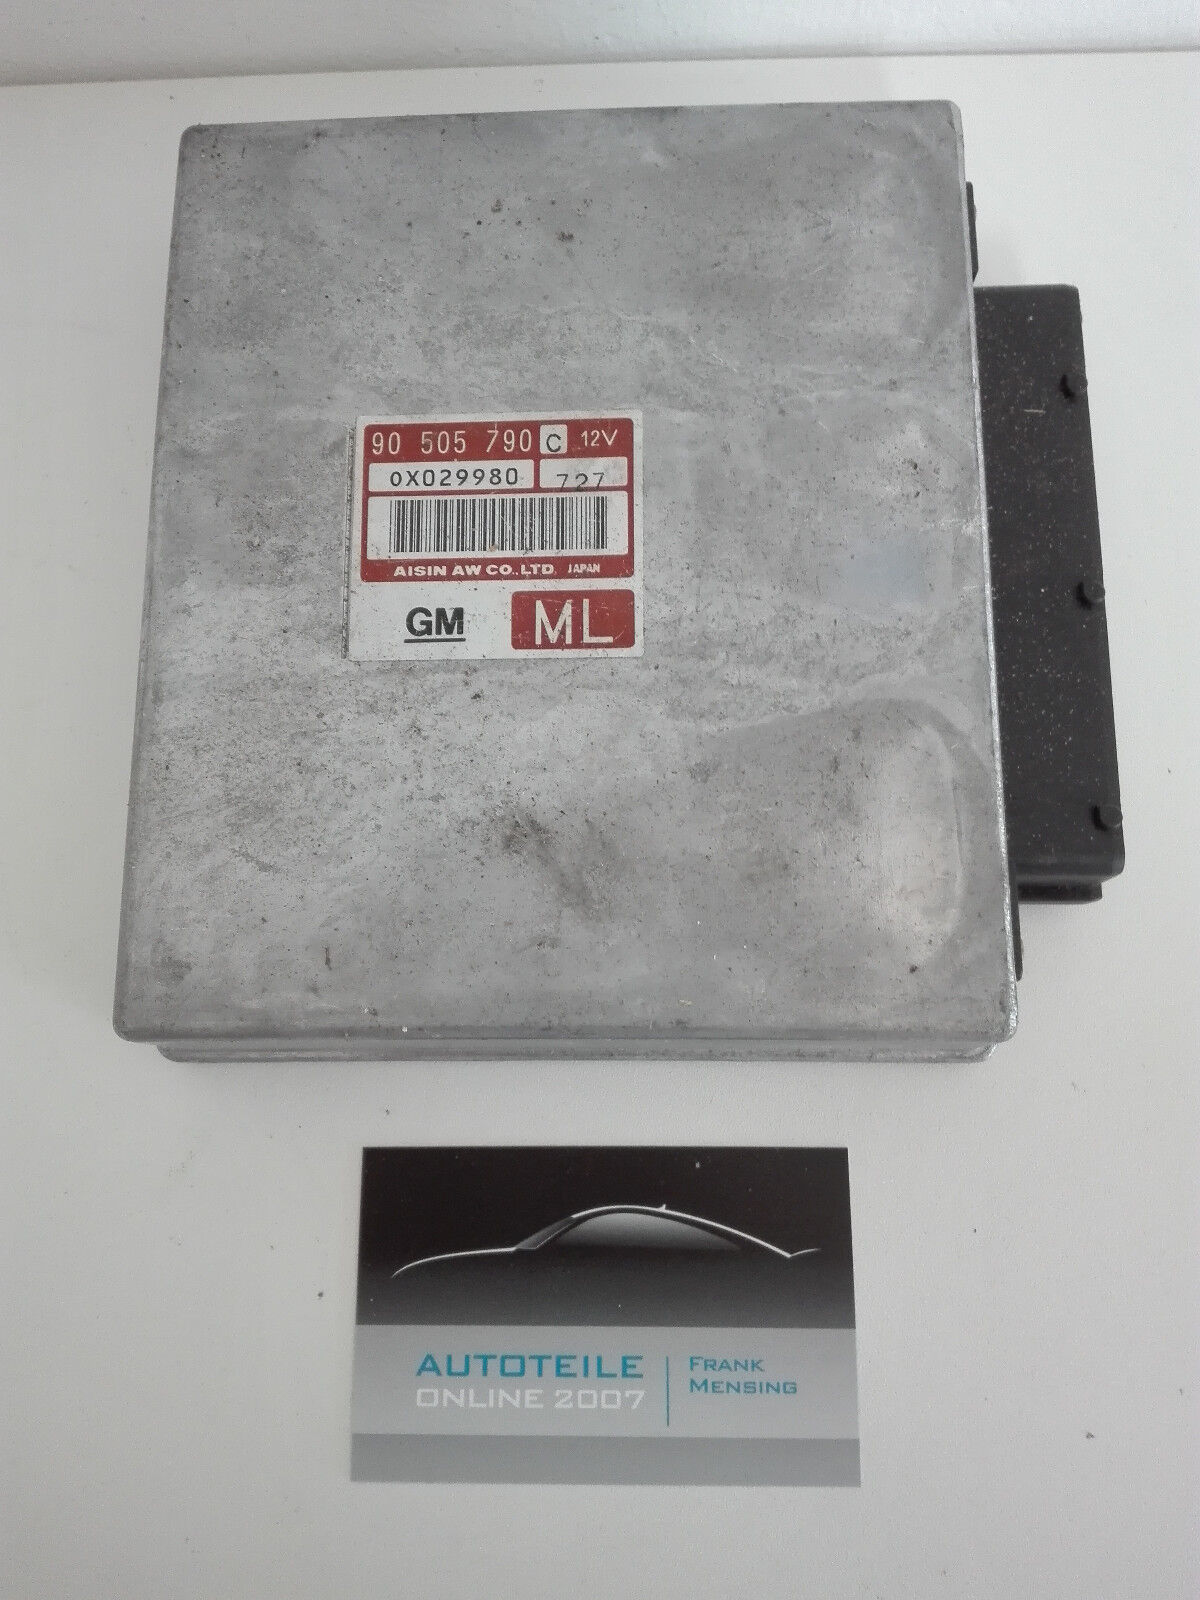 90 505 790 C 12V
0X029980 727
AISIN AW CO.,LTD. JAPAN
GM ML
AUTOTEILE
ONLINE 2007
FRANK
MENSING